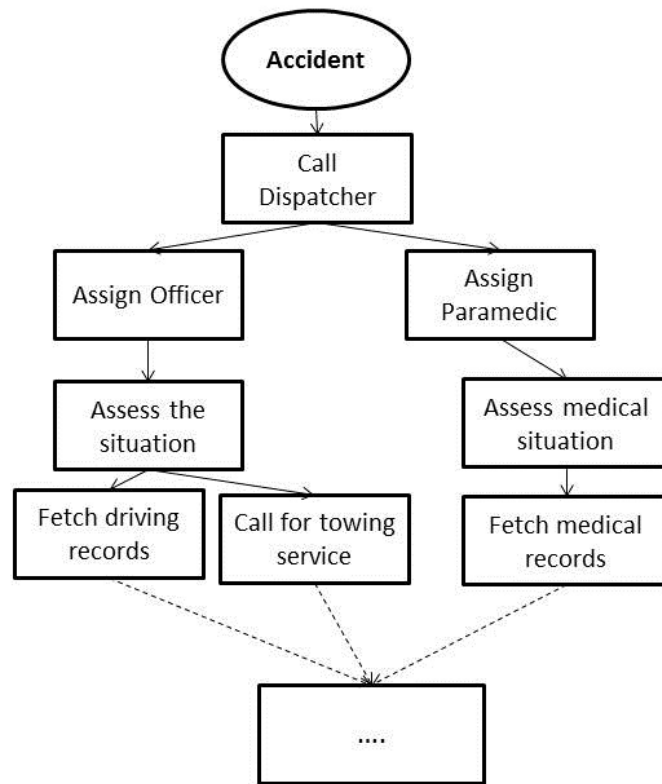 Accident
Call
Dispatcher
Assign Officer
Assign
Paramedic
Assess the
situation
Assess medical
situation
Fetch driving
records
Call for towing
service
Fetch medical
records
....